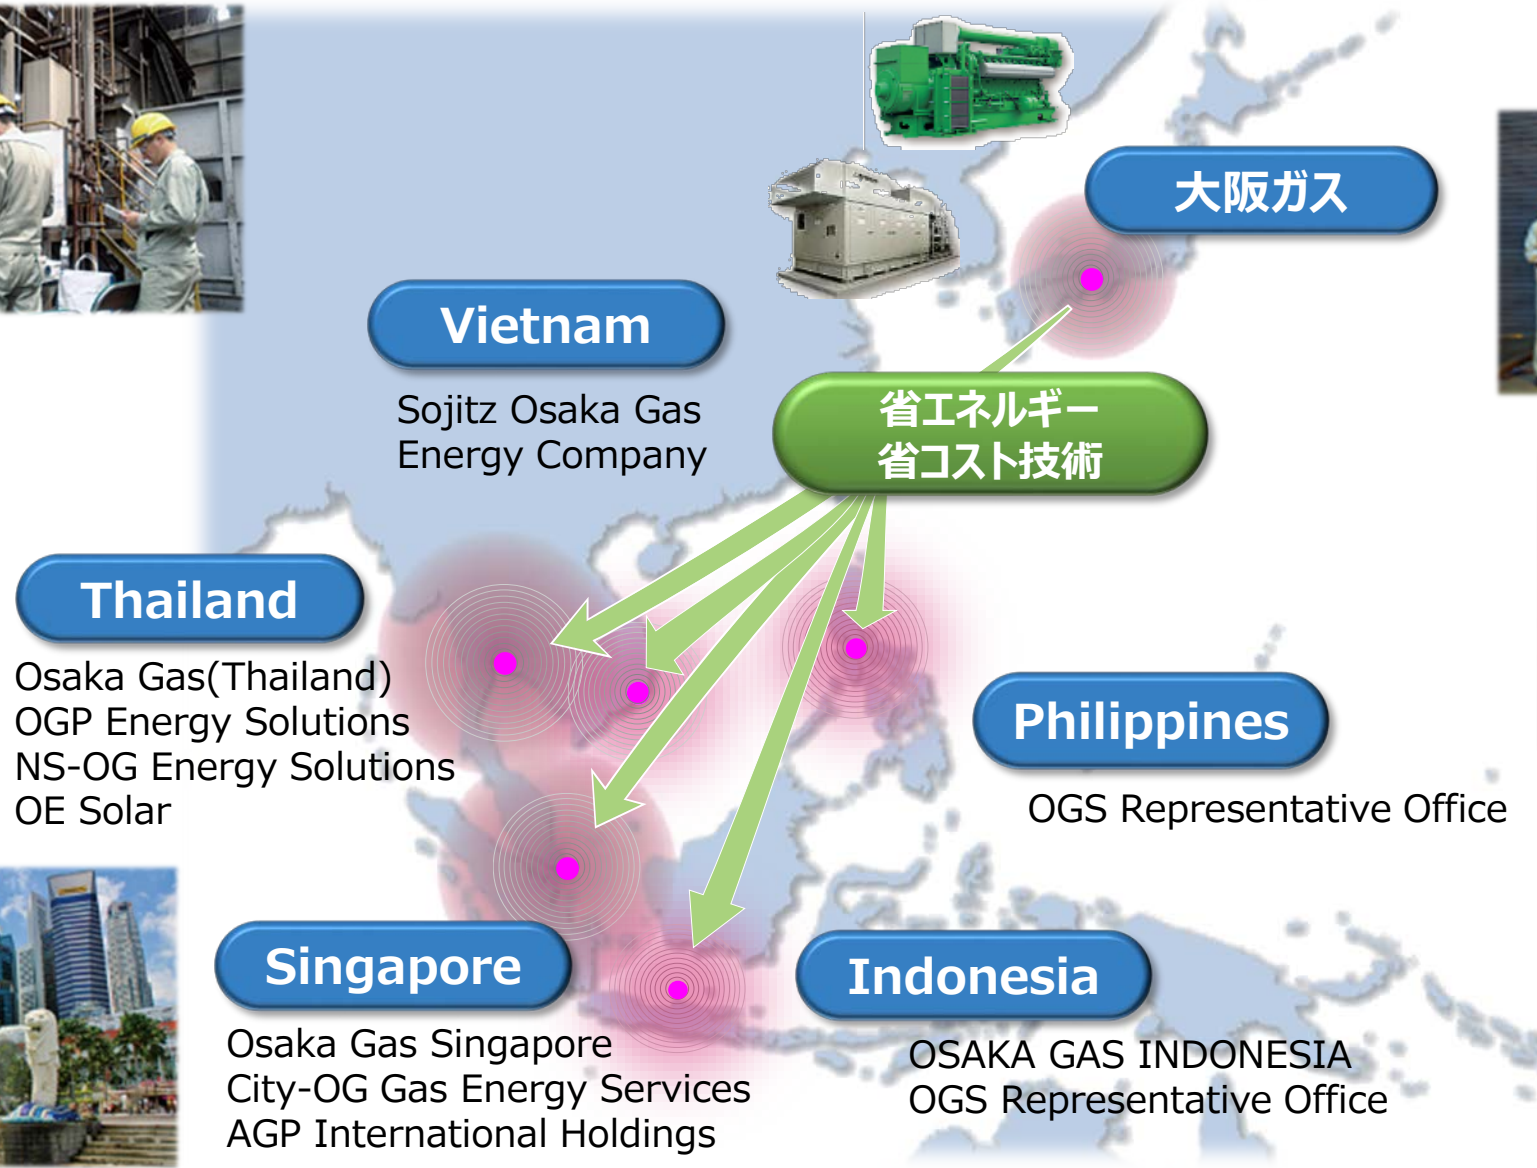 大阪ガス
Vietnam
Sojitz Osaka Gas
Energy Company
省エネルギー
省コスト技術
Thailand
Osaka Gas(Thailand)
OGP Energy Solutions
NS-OG Energy Solutions
OE Solar
Philippines
OGS Representative Office
Singapore
Osaka Gas Singapore
City-OG Gas Energy Services
AGP International Holdings
Indonesia
OSAKA GAS INDONESIA
OGS Representative Office